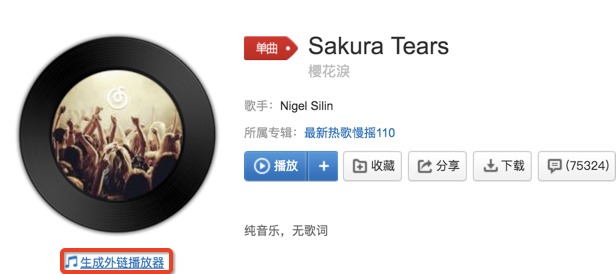 单曲
Sakura Tears
櫻花淚
歌手：Nigel Silin
所属专辑：最新热歌慢摇110
播放 + 收藏 分享 下载 (75324)
纯音乐，无歌词
生成外链播放器